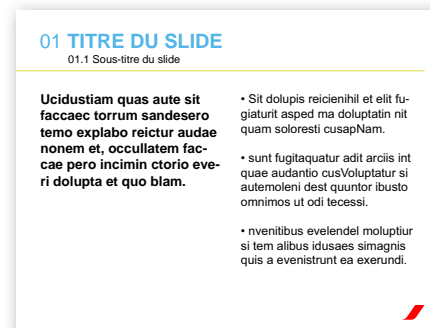 01 TITRE DU SLIDE
01.1 Sous-titre du slide
Ucidustiam quas aute sit
faccaec torrum sandesero
temo explabo reictur audae
nonem et, occullatem fac-
cae pero incimin ctorio eve-
ri dolupta et quo blam.
• Sit dolupis reicienihil et elit fu-
giaturit asped ma doluptatin nit
quam soloresti cusapNam.
• sunt fugitaquatur adit arciis int
quae audantio cusVoluptatur si
autemoleni dest quuntor ibusto
omnimos ut odi tecessi.
• nvenitibus evelendel moluptiur
si tem alibus idusaes simagnis
quis a evenistrunt ea exerundi.